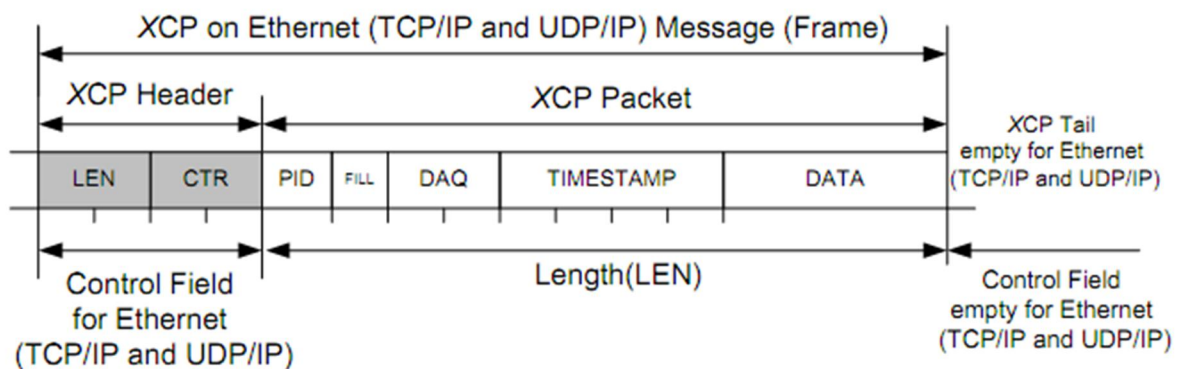 XCP on Ethernet (TCP/IP and UDP/IP) Message (Frame)
XCP Header
XCP Packet
XCP Tail
empty for Ethernet
(TCP/IP and UDP/IP)
LEN
CTR
PID
FILL
DAQ
TIMESTAMP
DATA
Control Field
for Ethernet
(TCP/IP and UDP/IP)
Length(LEN)
Control Field
empty for Ethernet
(TCP/IP and UDP/IP)